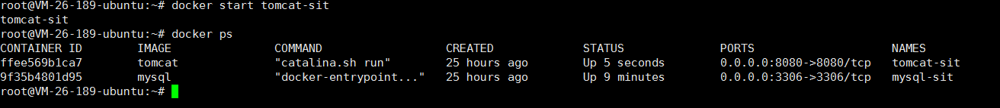 root@VM-26-189-ubuntu:~# docker start tomcat-sit
tomcat-sit
root@VM-26-189-ubuntu:~# docker ps
CONTAINER ID        IMAGE               COMMAND                  CREATED             STATUS              PORTS                    NAMES
ffee569b1ca7        tomcat              "catalina.sh run"        25 hours ago        Up 5 seconds        0.0.0.0:8080->8080/tcp   tomcat-sit
9f35b4801d95        mysql               "docker-entrypoint..."   25 hours ago        Up 9 minutes        0.0.0.0:3306->3306/tcp   mysql-sit
root@VM-26-189-ubuntu:~#